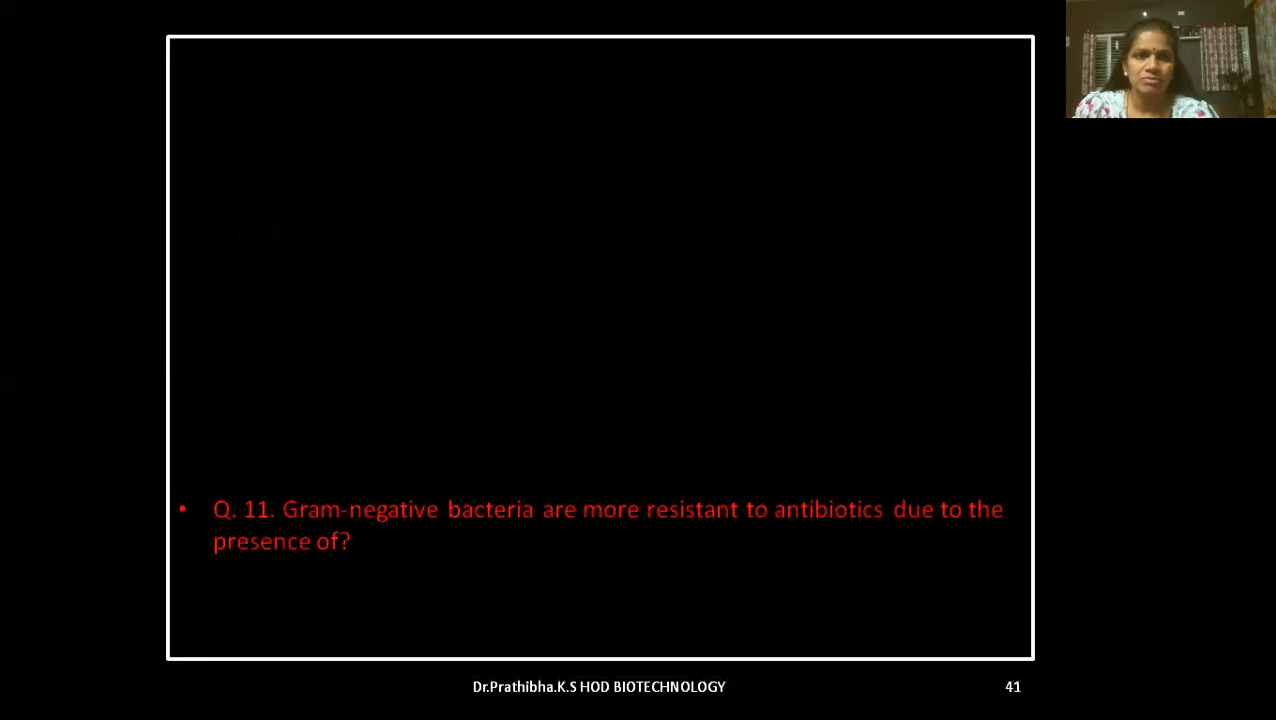 • Q. 11. Gram-negative bacteria are more resistant to antibiotics due to the
presence of?
Dr.Prathibha.K.S HOD BIOTECHNOLOGY
41